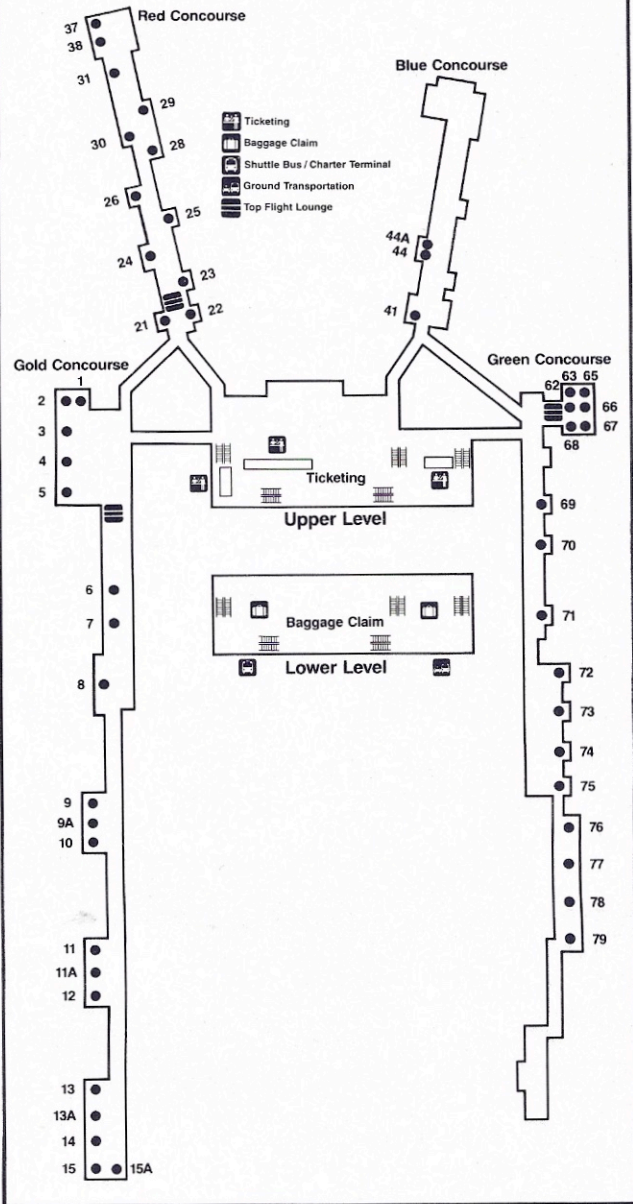 Red Concourse
37
38
31
29
30
28
26
25
24
23
21
22
Blue Concourse
44A
44
41
Ticketing
Baggage Claim
Shuttle Bus / Charter Terminal
Ground Transportation
Top Flight Lounge
Gold Concourse
1
2
3
4
5
6
7
8
9
9A
10
11
11A
12
13
13A
14
15
15A
Ticketing
Upper Level
Baggage Claim
Lower Level
Green Concourse
63 65
62
66
67
68
69
70
71
72
73
74
75
76
77
78
79